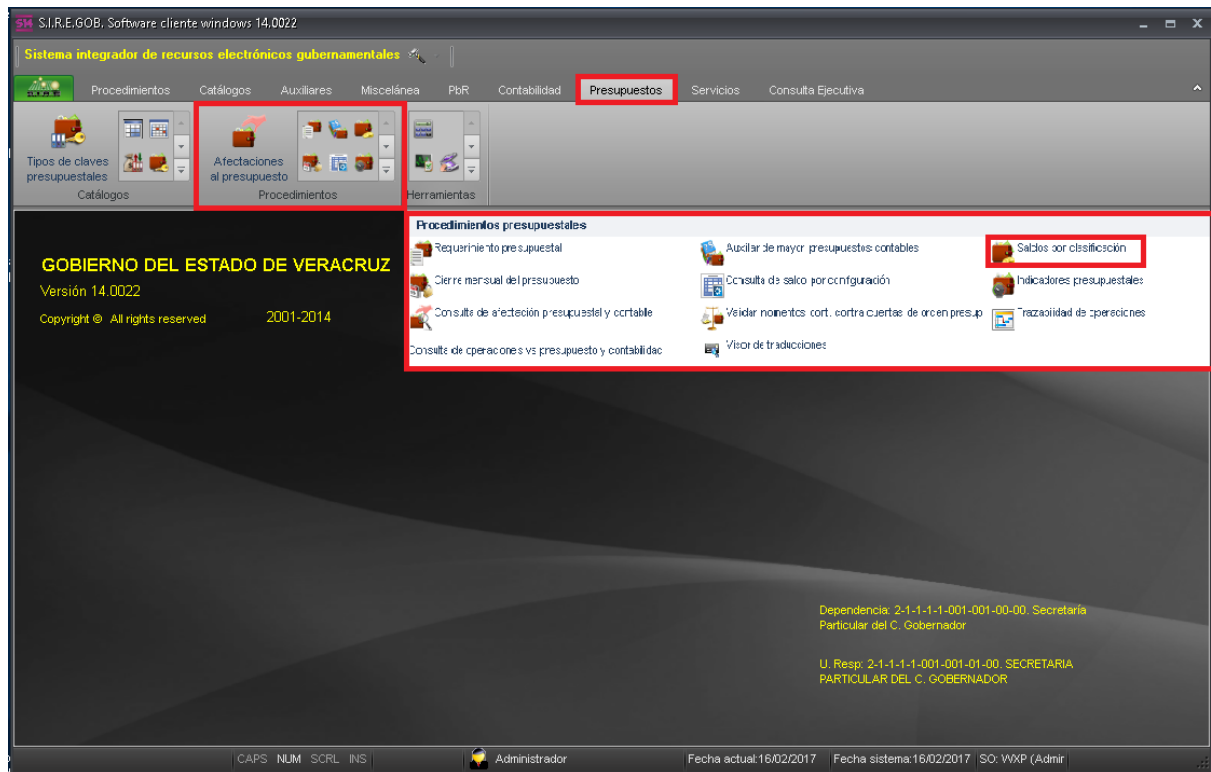 S.I.R.E.GOB. Software cliente windows 14.0022
Sistema integrador de recursos electrónicos gubernamentales
Procedimientos Catálogos Auxiliares Miscelánea PbR Contabilidad Presupuestos Servicios Consulta Ejecutiva
Tipos de claves
presupuestales
Afectaciones
al presupuesto
Catálogos Procedimientos Herramientas
Procedimientos presupuestales
Requerimiento presupuestal Auxiliar de mayor presupuestos contables Saldos por clasificación
Cierre mensual del presupuesto Consulta de saldo por configuración Indicadores presupuestales
Consulta de afectación presupuestal y contable Validar momentos cont. contra cuentas de orden presup Trazabilidad de operaciones
Consulta de operaciones vs presupuesto y contabilidad Visor de traducciones
GOBIERNO DEL ESTADO DE VERACRUZ
Versión 14.0022
Copyright © All rights reserved 2001-2014
Dependencia: 2-1-1-1-1-001-001-00-00. Secretaría
Particular del C. Gobernador
U. Resp: 2-1-1-1-1-001-001-01-00. SECRETARIA
PARTICULAR DEL C. GOBERNADOR
CAPS NUM SCRL INS Administrador Fecha actual:16/02/2017 Fecha sistema:16/02/2017 SO: WXP (Admir